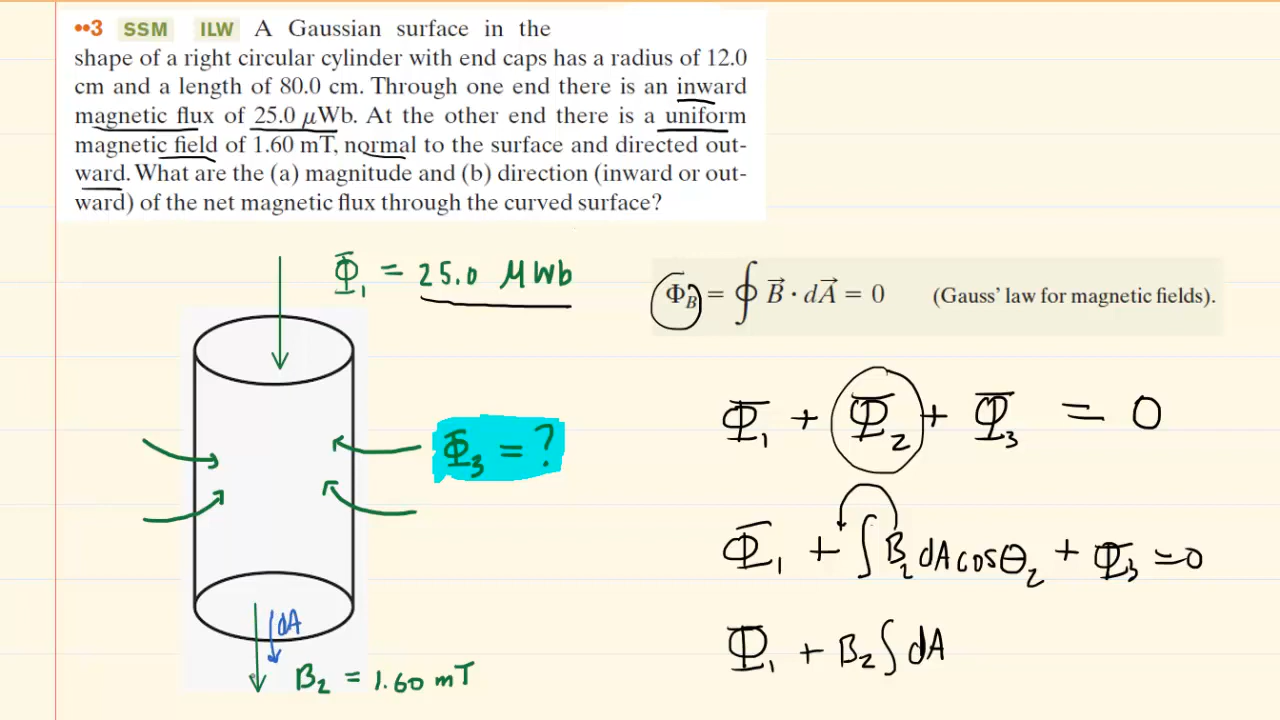 ••3 SSM ILW A Gaussian surface in the
shape of a right circular cylinder with end caps has a radius of 12.0
cm and a length of 80.0 cm. Through one end there is an inward
magnetic flux of 25.0 μWb. At the other end there is a uniform
magnetic field of 1.60 mT, normal to the surface and directed out-
ward. What are the (a) magnitude and (b) direction (inward or out-
ward) of the net magnetic flux through the curved surface?
Φ₁ = 25.0 μWb
Φ_B = ∮ B⃗ · dA⃗ = 0 (Gauss' law for magnetic fields).
Φ₁ + Φ₂ + Φ₃ = 0
Φ₃ = ?
Φ₁ + ∫ B₂ dA cosθ₂ + Φ₃ = 0
dA
Φ₁ + B₂ ∫ dA
B₂ = 1.60 mT